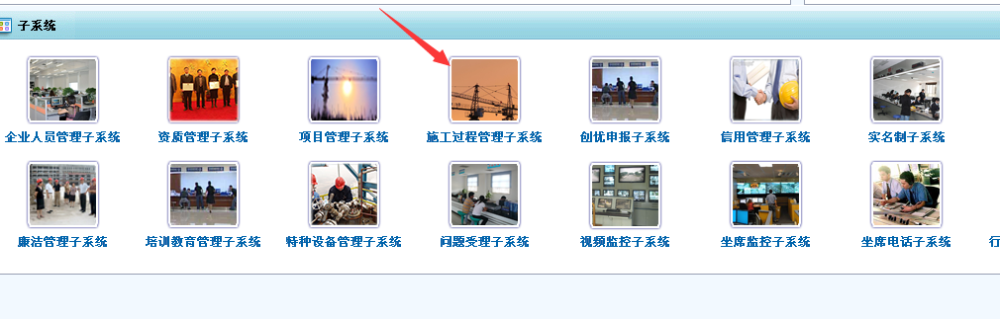 子系统
企业人员管理子系统
资质管理子系统
项目管理子系统
施工过程管理子系统
创优申报子系统
信用管理子系统
实名制子系统
廉洁管理子系统
培训教育管理子系统
特种设备管理子系统
问题受理子系统
视频监控子系统
坐席监控子系统
坐席电话子系统
行